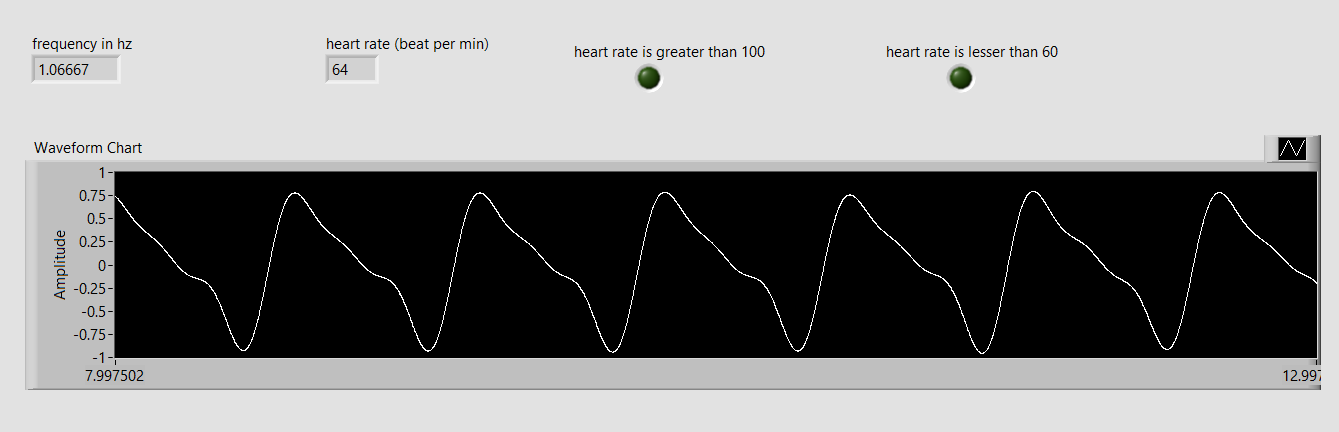 frequency in hz
1.06667
heart rate (beat per min)
64
heart rate is greater than 100
heart rate is lesser than 60
Waveform Chart
Amplitude
1
0.75
0.5
0.25
0
-0.25
-0.5
-0.75
-1
7.997502
12.997